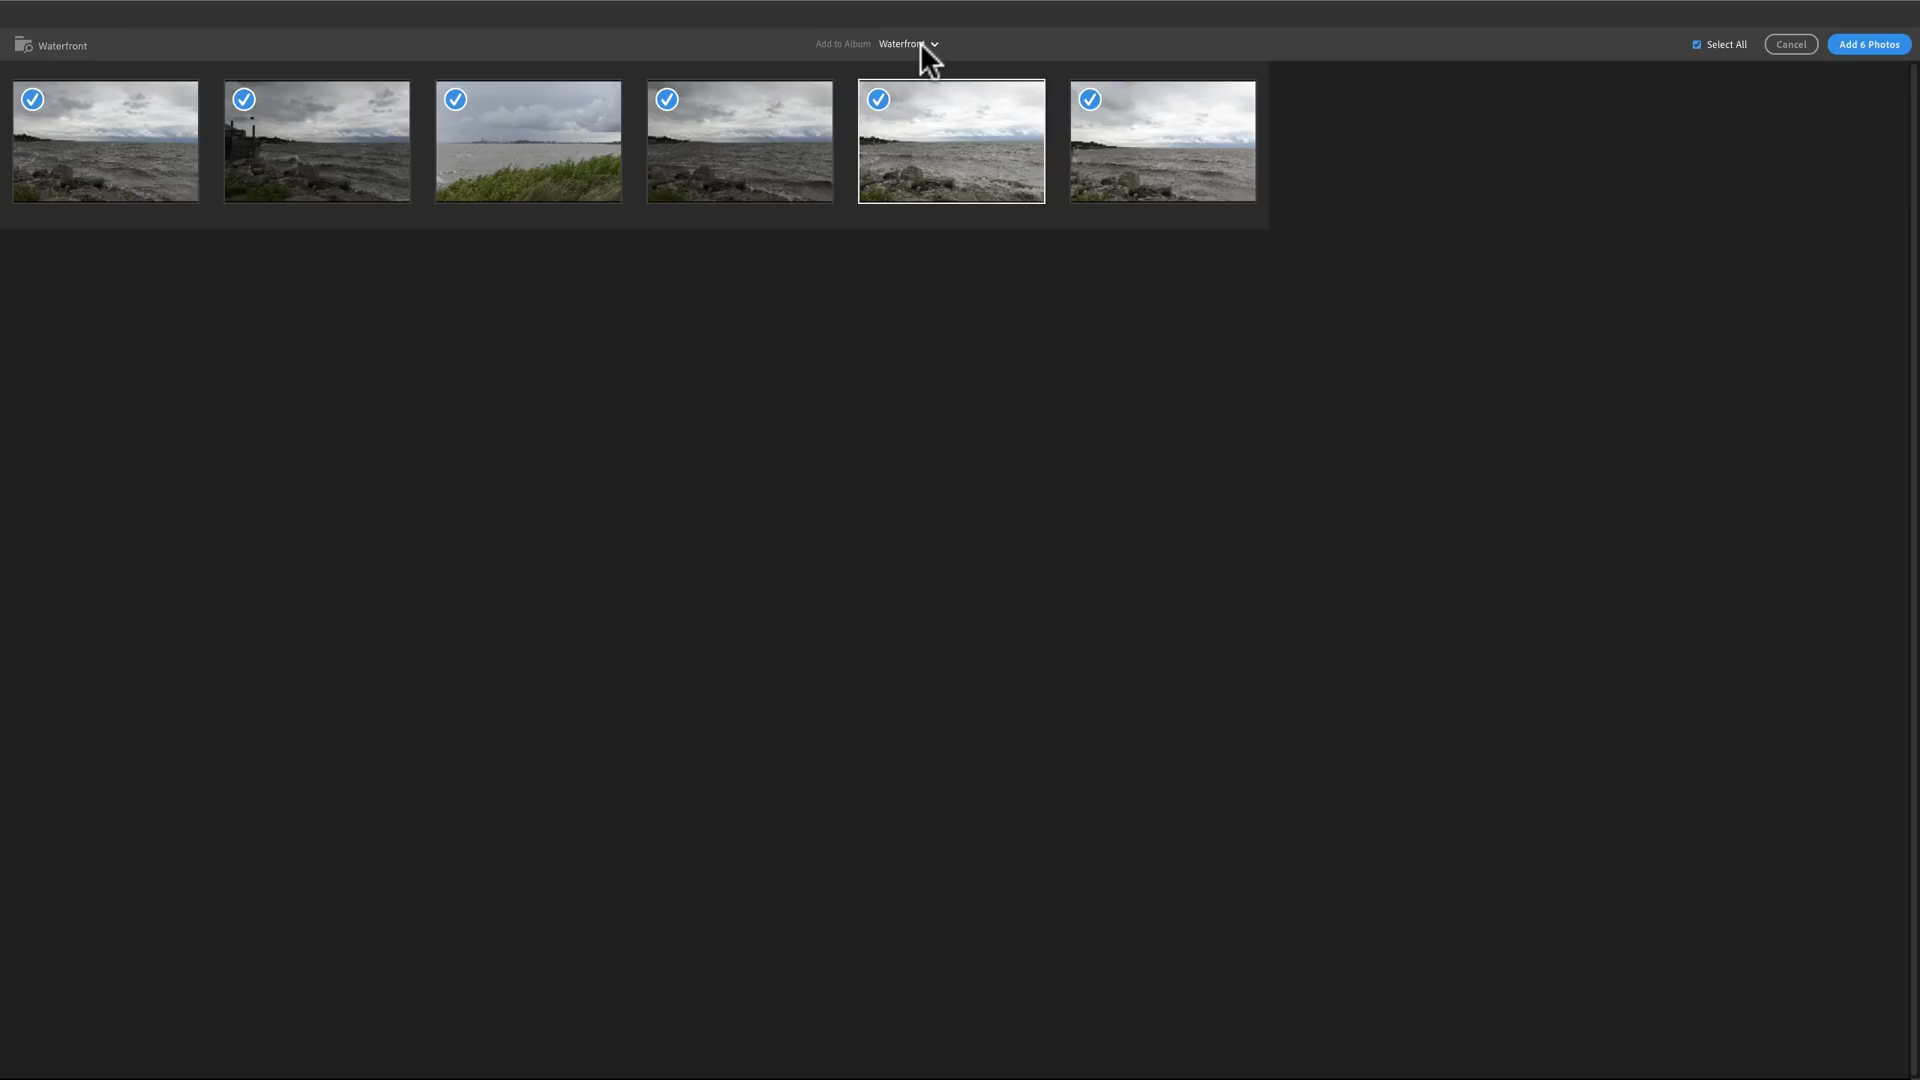 Waterfront
Add to Album Waterfront
Select All
Cancel
Add 6 Photos